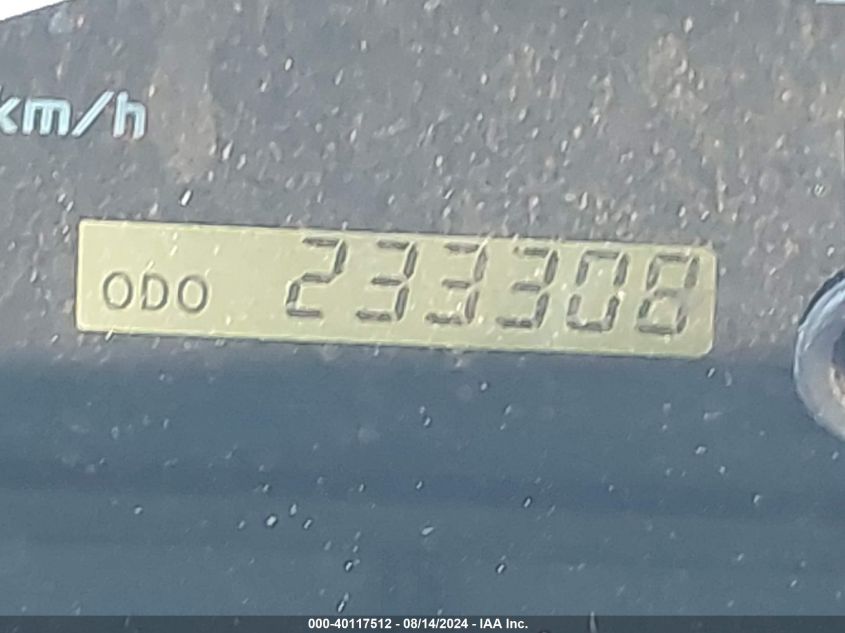 km/h
ODO 233308
000-40117512 - 08/14/2024 - IAA Inc.